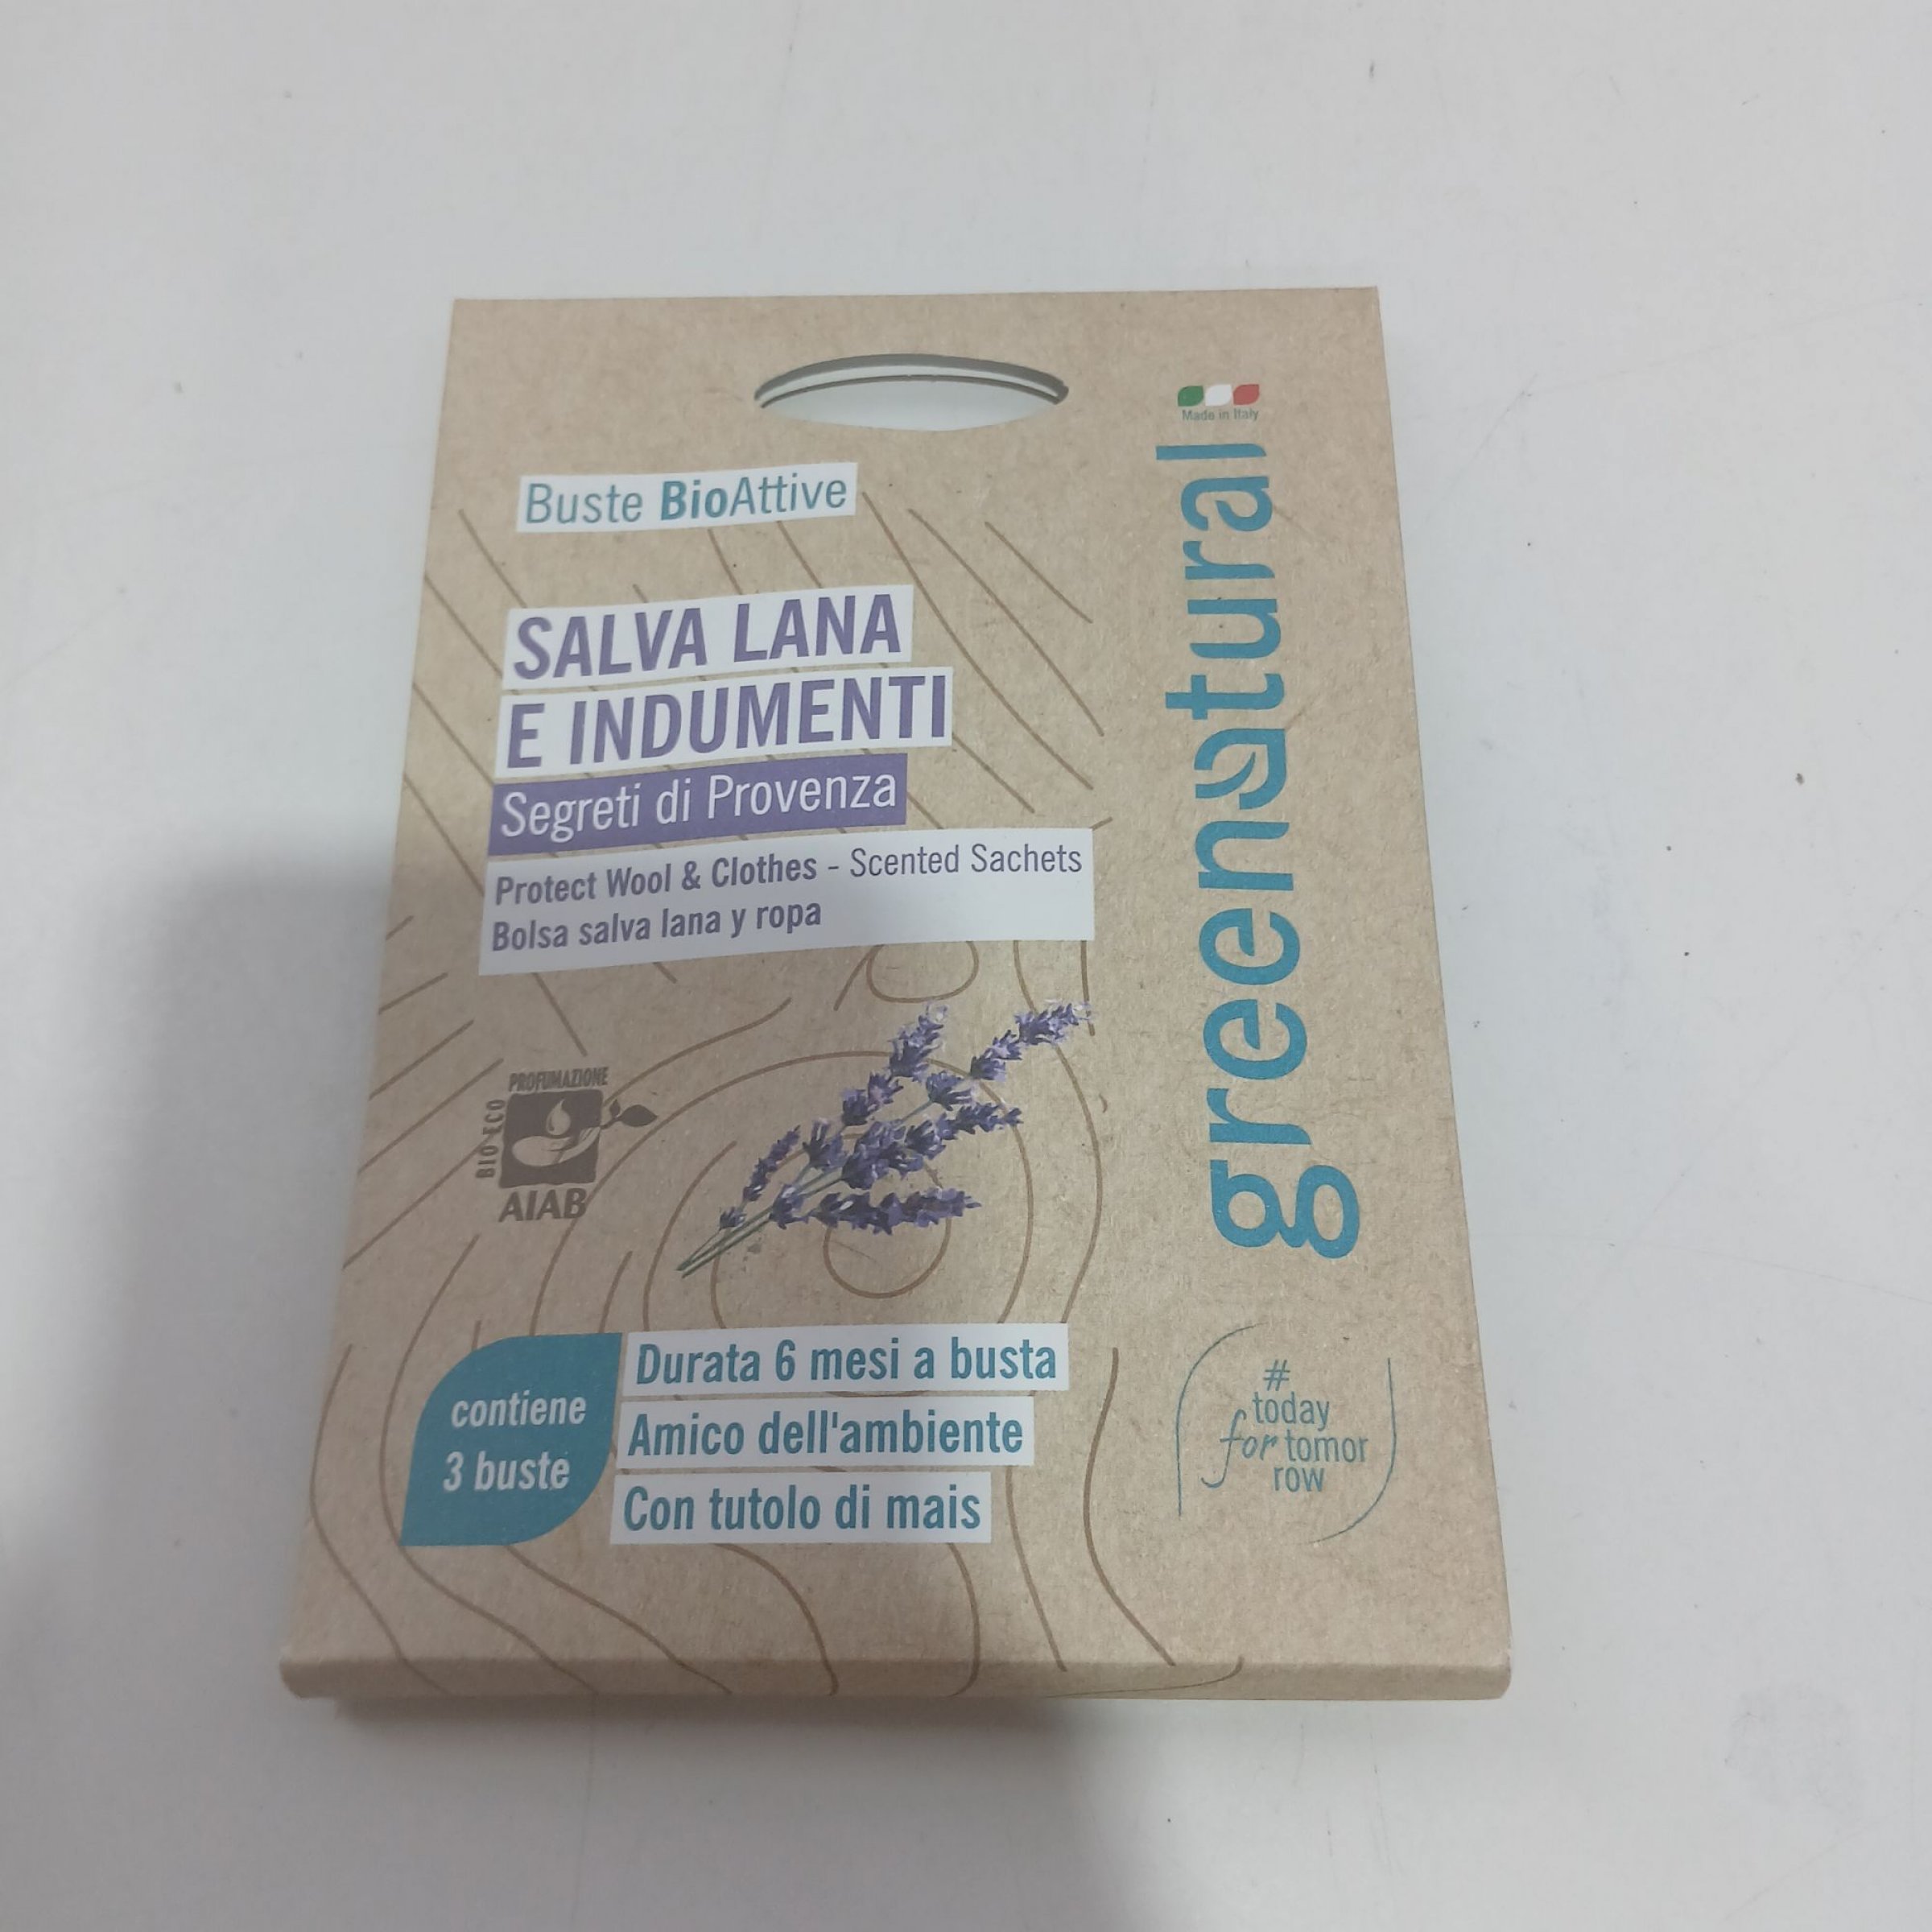 Made in Italy
greenatural
Buste BioAttive
SALVA LANA
E INDUMENTI
Segreti di Provenza
Protect Wool & Clothes - Scented Sachets
Bolsa salva lana y ropa
PROFUMAZIONE
BIO ECO
AIAB
contiene
3 buste
Durata 6 mesi a busta
Amico dell'ambiente
Con tutolo di mais
#
today
for tomor
row